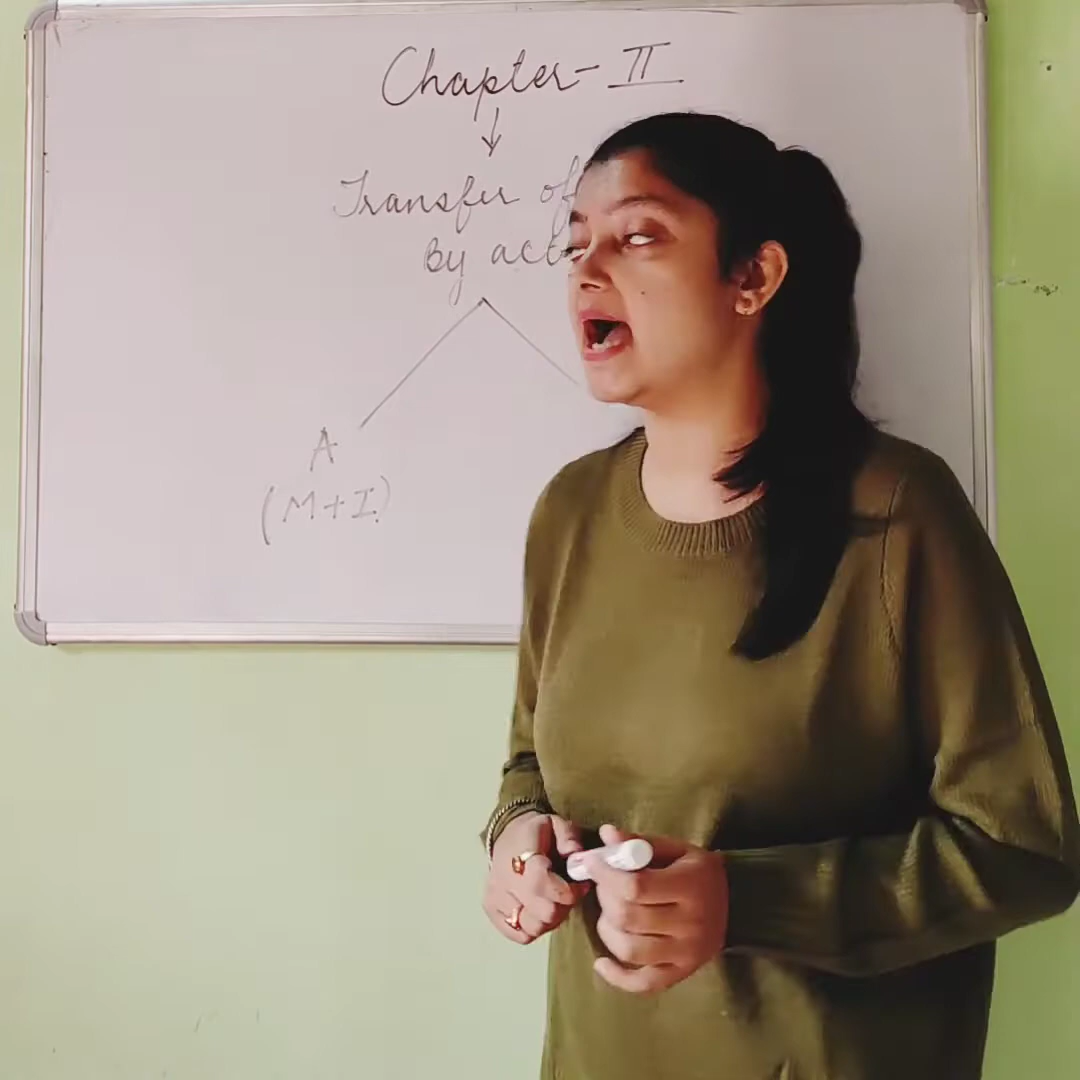 Chapter - II
↓
Transfer of
By act
A
(M+I)